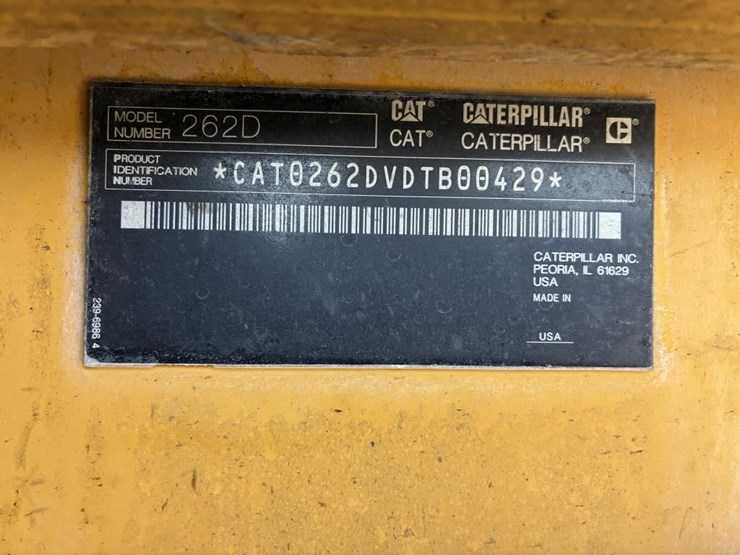 MODEL NUMBER 262D
CAT® CATERPILLAR®
CAT® CATERPILLAR®
PRODUCT IDENTIFICATION NUMBER *CAT0262DVDTB00429*
CATERPILLAR INC.
PEORIA, IL 61629
USA
MADE IN
USA
239-6986 4